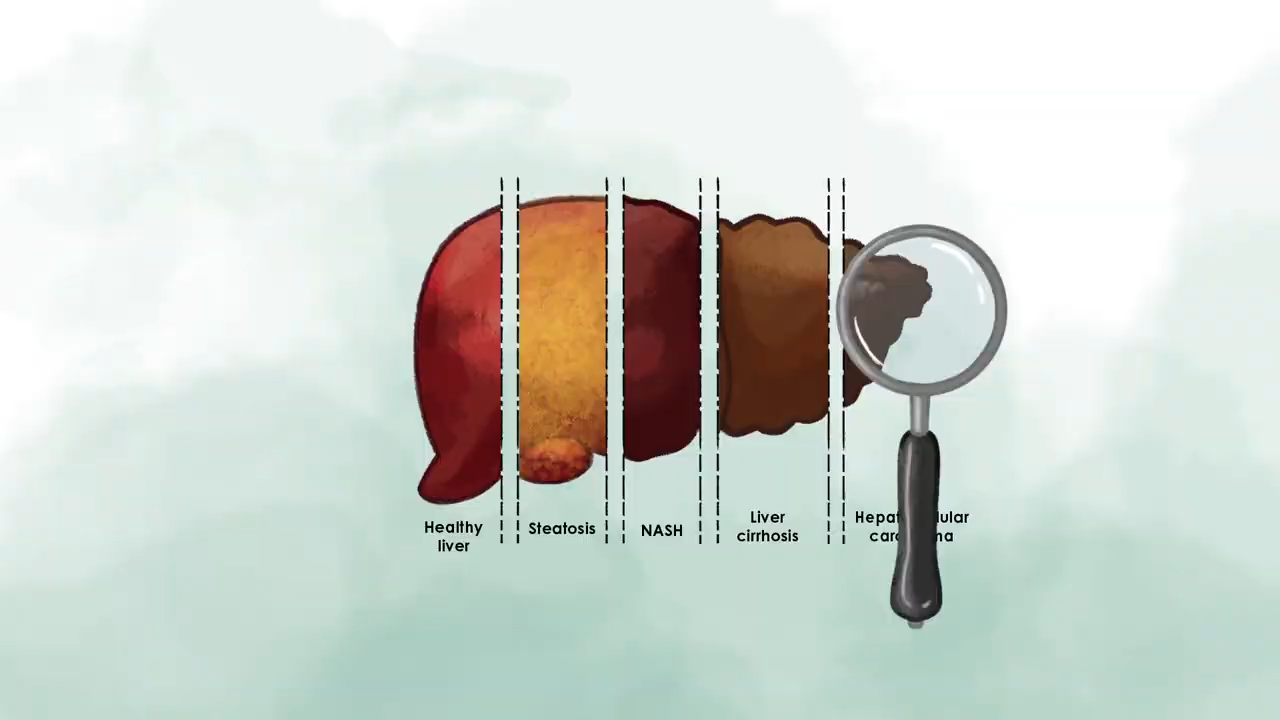 Healthy
liver
Steatosis
NASH
Liver
cirrhosis